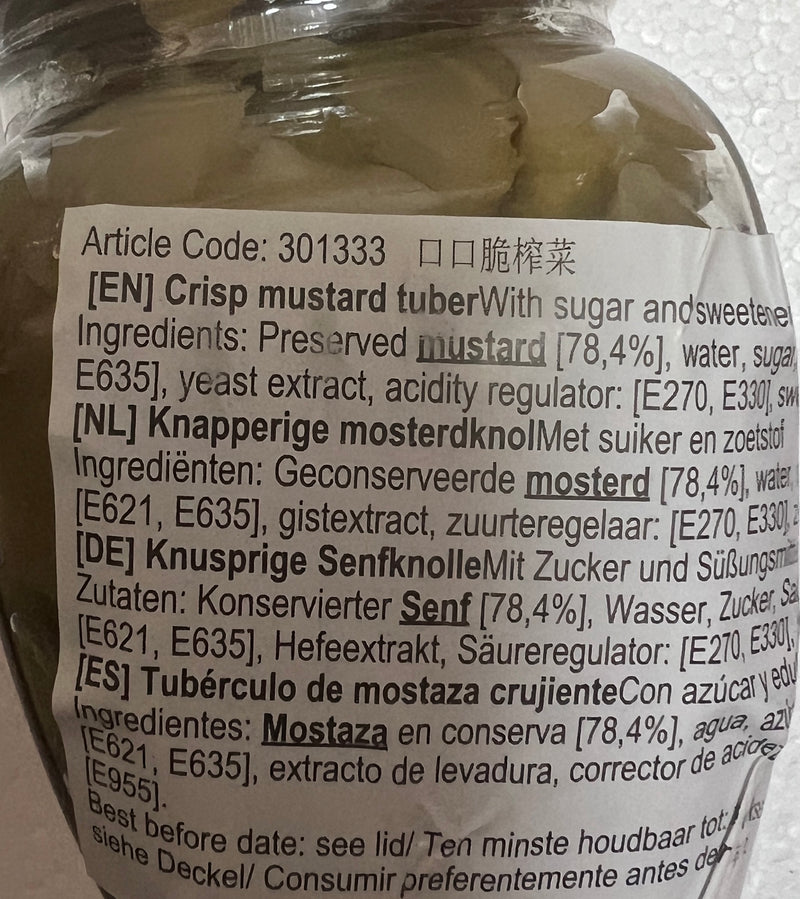 Article Code: 301333 口口脆榨菜
[EN] Crisp mustard tuberWith sugar andsweetener
Ingredients: Preserved mustard [78,4%], water, sugar,
E635], yeast extract, acidity regulator: [E270, E330],
[NL] Knapperige mosterdknolMet suiker en zoetstof
Ingrediënten: Geconserveerde mosterd [78,4%], water,
[E621, E635], gistextract, zuurteregelaar: [E270, E330],
[DE] Knusprige SenfknolleMit Zucker und
Zutaten: Konservierter Senf [78,4%], Wasser, Zucker,
[E621, E635], Hefeextrakt, Säureregulator: [E270, E330],
[ES] Tubérculo de mostaza crujienteCon azúcar y
Ingredientes: Mostaza en conserva [78,4%], agua,
[E621, E635], extracto de levadura, corrector de
[E955].
Best before date: see lid/ Ten minste houdbaar tot:
siehe Deckel/ Consumir preferentemente antes del